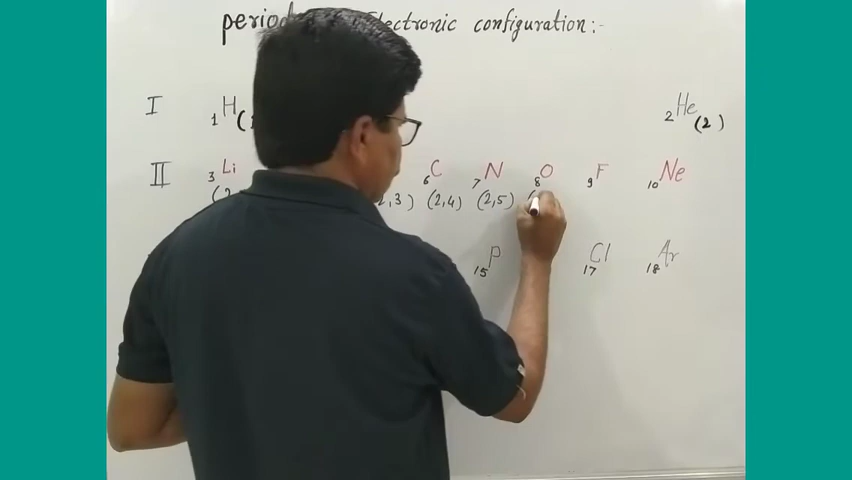 Electronic configuration:-
I 1H 2He (2)
II 3Li 6C 7N 8O 9F 10Ne
2,3) (2,4) (2,5) (
15P 17Cl 18Ar